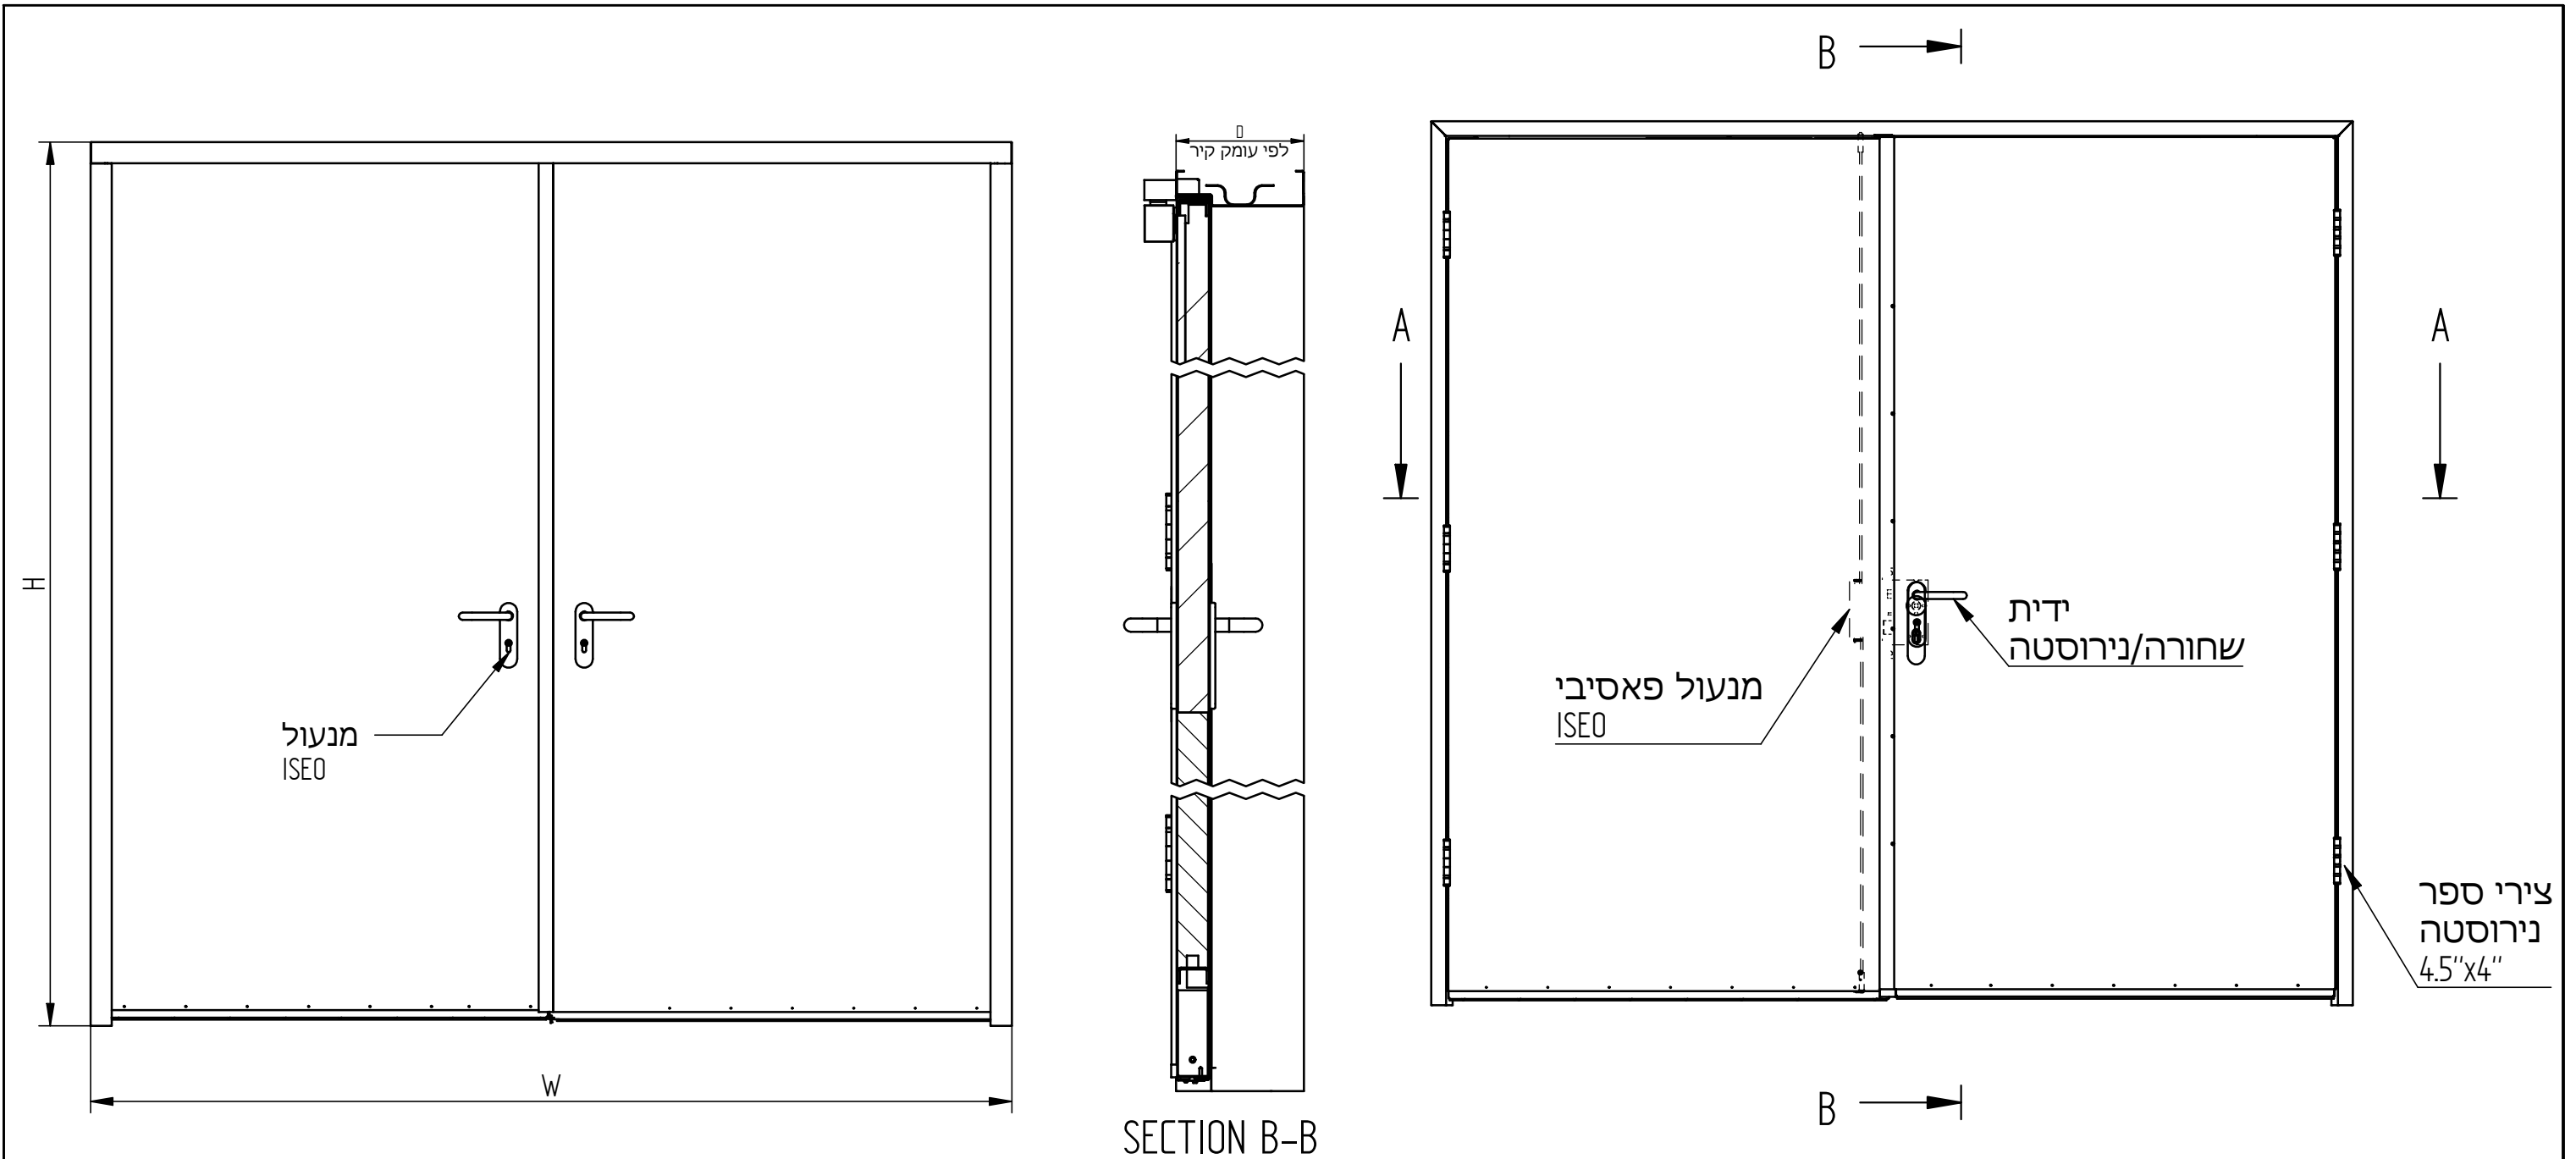 H
W
מנעול
ISEO
D
לפי עומק קיר
SECTION B-B
B
A
A
ידית
שחורה/נירוסטה
מנעול פאסיבי
ISEO
צירי ספר
נירוסטה
4.5"x4"
B